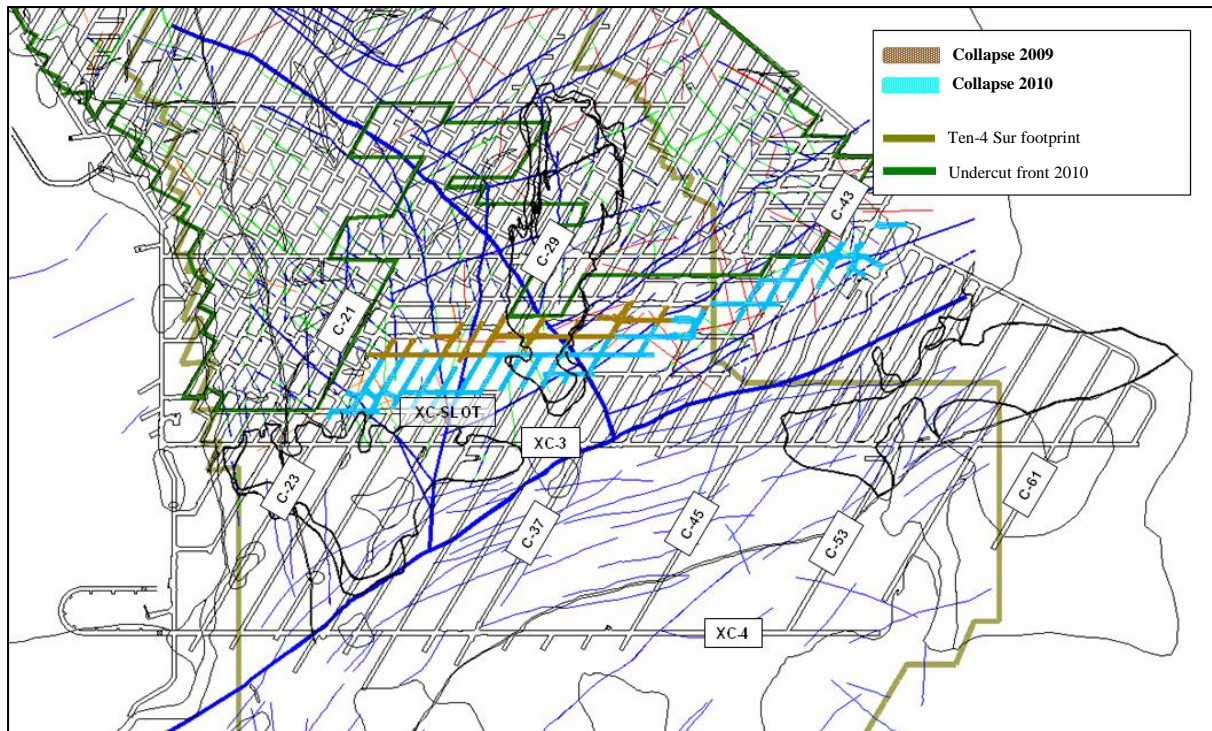 Collapse 2009
Collapse 2010
Ten-4 Sur footprint
Undercut front 2010
C-43
C-29
C-21
XC-SLOT
XC-3
C-23
C-61
C-45
C-37
C-53
XC-4